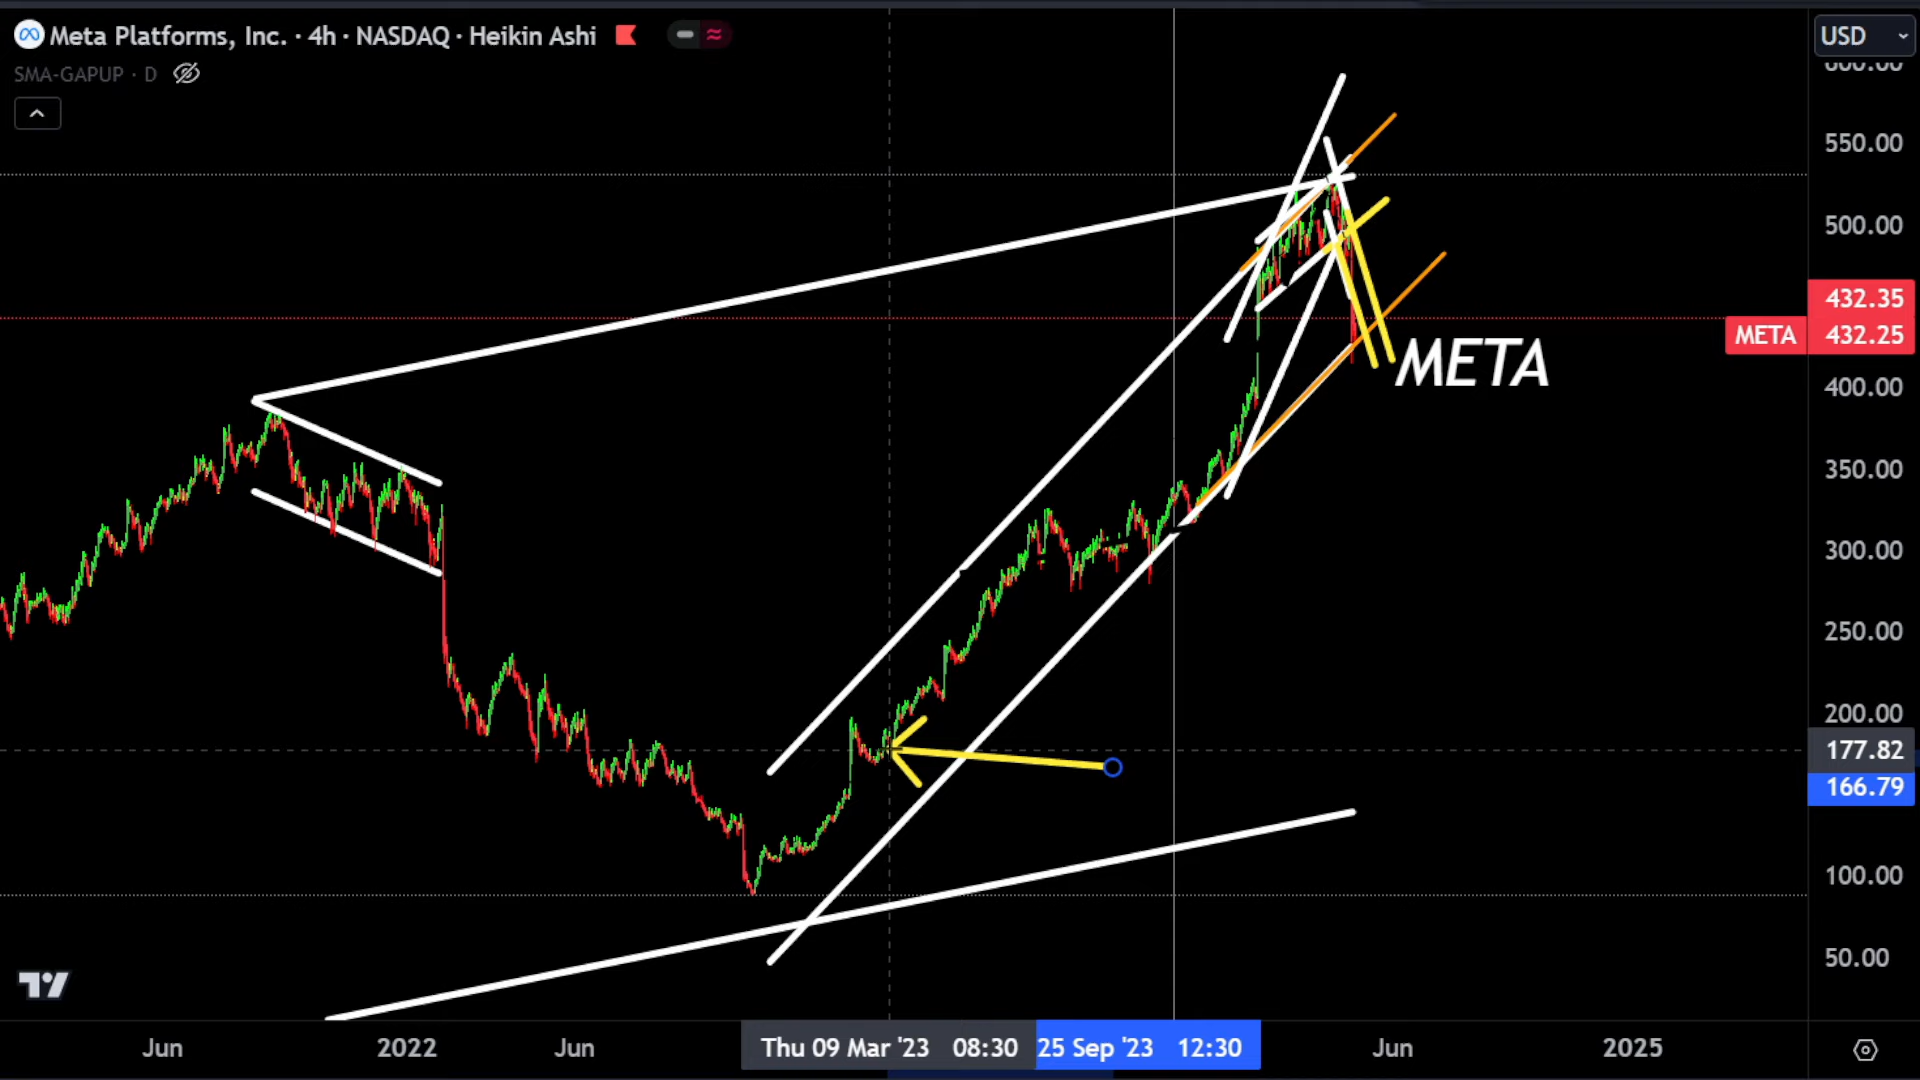 Meta Platforms, Inc. · 4h · NASDAQ · Heikin Ashi
USD
SMA-GAPUP · D
600.00
550.00
500.00
432.35
META 432.25
META
400.00
350.00
300.00
250.00
200.00
177.82
166.79
100.00
50.00
Jun 2022 Jun Thu 09 Mar '23 08:30 25 Sep '23 12:30 Jun 2025